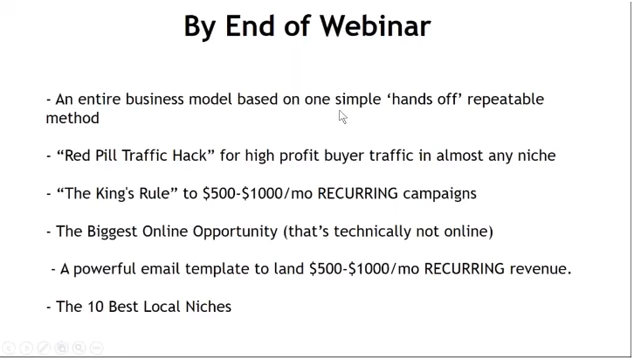 By End of Webinar
- An entire business model based on one simple ‘hands off’ repeatable
method
- “Red Pill Traffic Hack” for high profit buyer traffic in almost any niche
- “The King's Rule” to $500-$1000/mo RECURRING campaigns
- The Biggest Online Opportunity (that’s technically not online)
- A powerful email template to land $500-$1000/mo RECURRING revenue.
- The 10 Best Local Niches